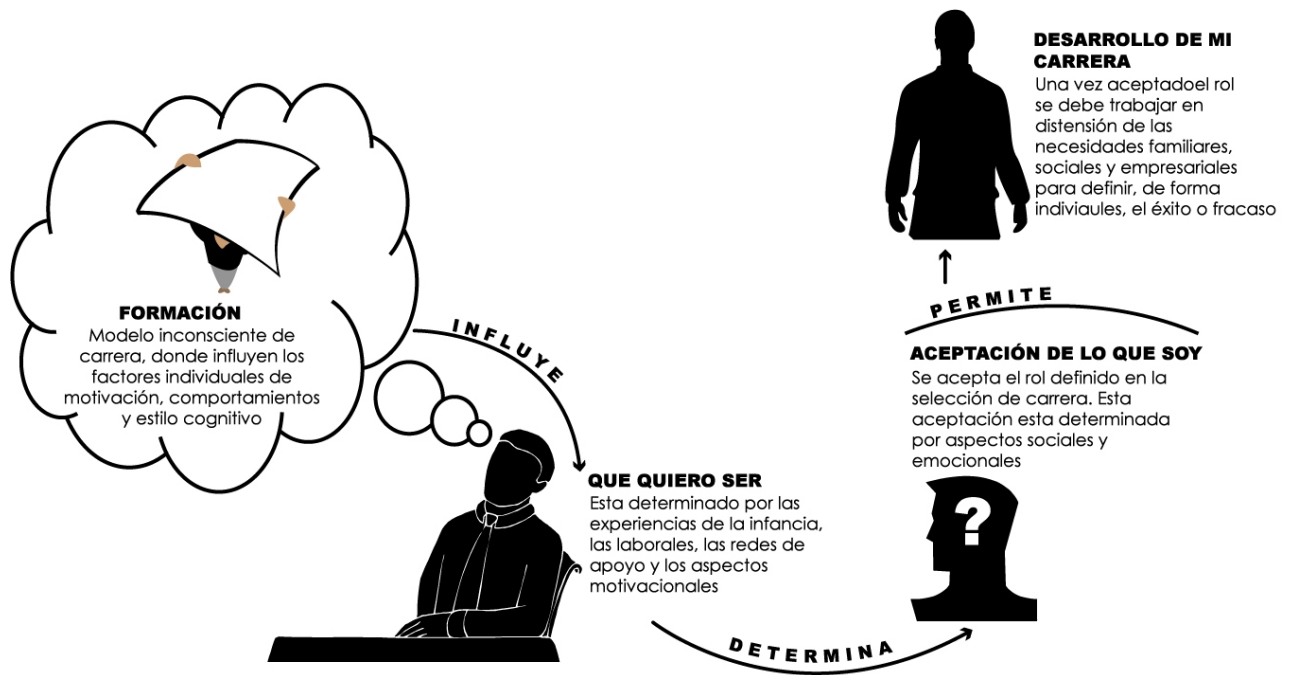 FORMACIÓN
Modelo inconsciente de
carrera, donde influyen los
factores individuales de
motivación, comportamientos
y estilo cognitivo
INFLUYE
QUE QUIERO SER
Esta determinado por las
experiencias de la infancia,
las laborales, las redes de
apoyo y los aspectos
motivacionales
DETERMINA
ACEPTACIÓN DE LO QUE SOY
Se acepta el rol definido en la
selección de carrera. Esta
aceptación esta determinada
por aspectos sociales y
emocionales
?
PERMITE
DESARROLLO DE MI
CARRERA
Una vez aceptadoel rol
se debe trabajar en
distensión de las
necesidades familiares,
sociales y empresariales
para definir, de forma
indiviaules, el éxito o fracaso